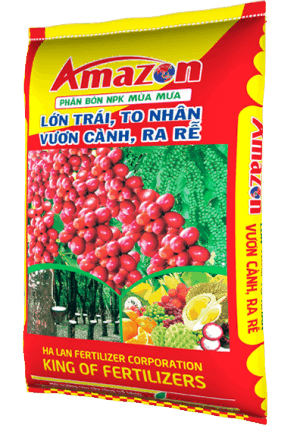 Amazon
PHÂN BÓN NPK MÙA MƯA
LỚN TRÁI, TO NHÂN
VƯƠN CÀNH, RA RỄ
HA LAN FERTILIZER CORPORATION
KING OF FERTILIZERS
Amazon
VƯƠN CÀNH, RA RỄ